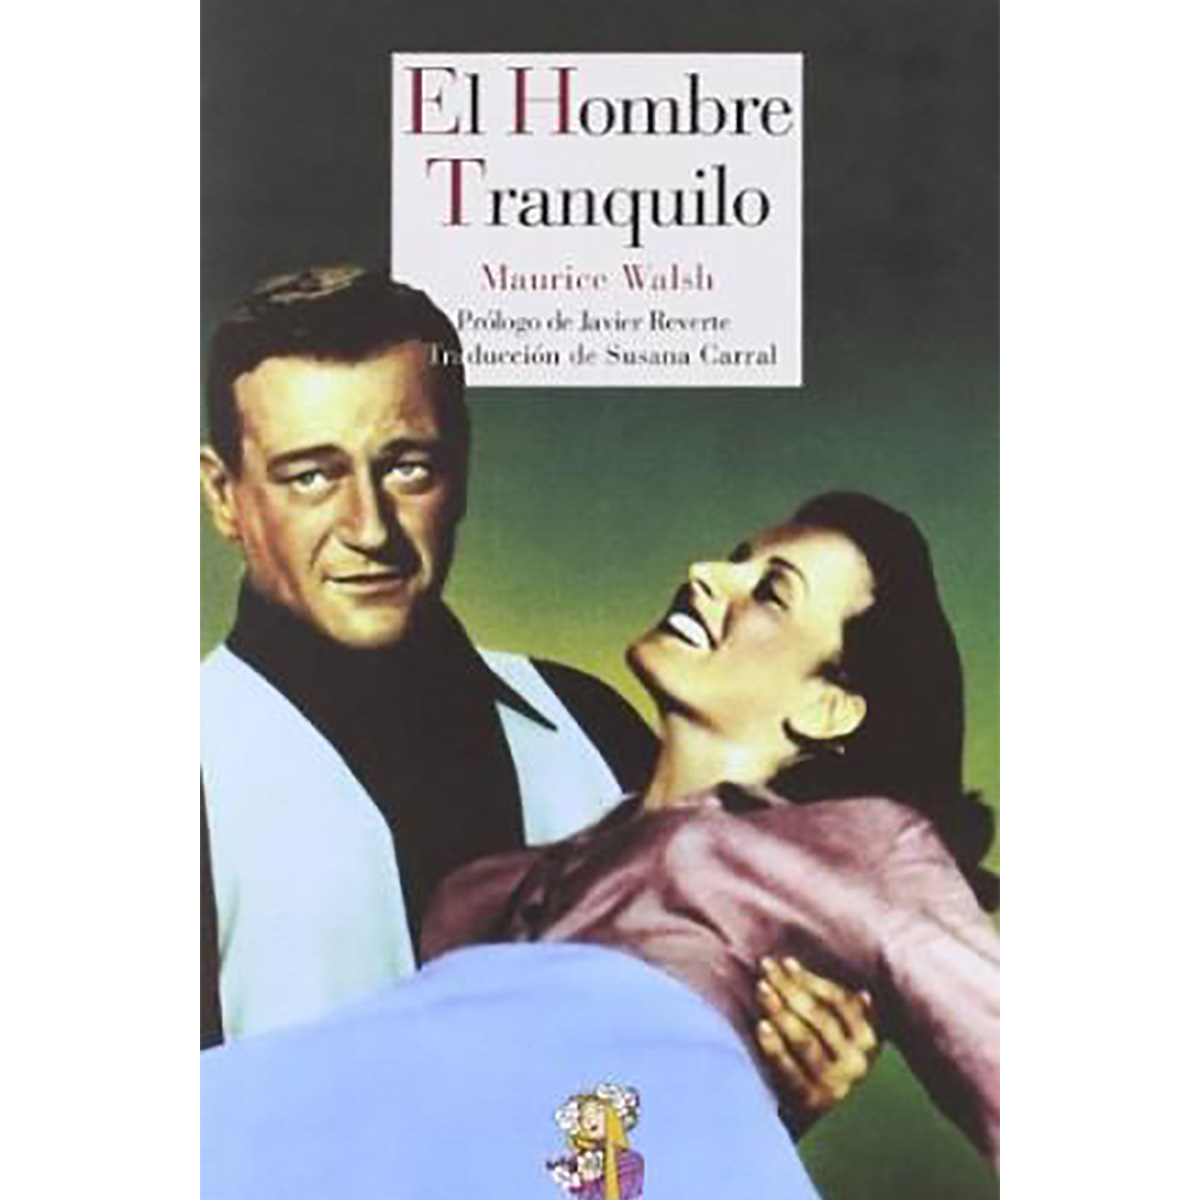 El Hombre
Tranquilo
Maurice Walsh
Prólogo de Javier Reverte
Traducción de Susana Carral